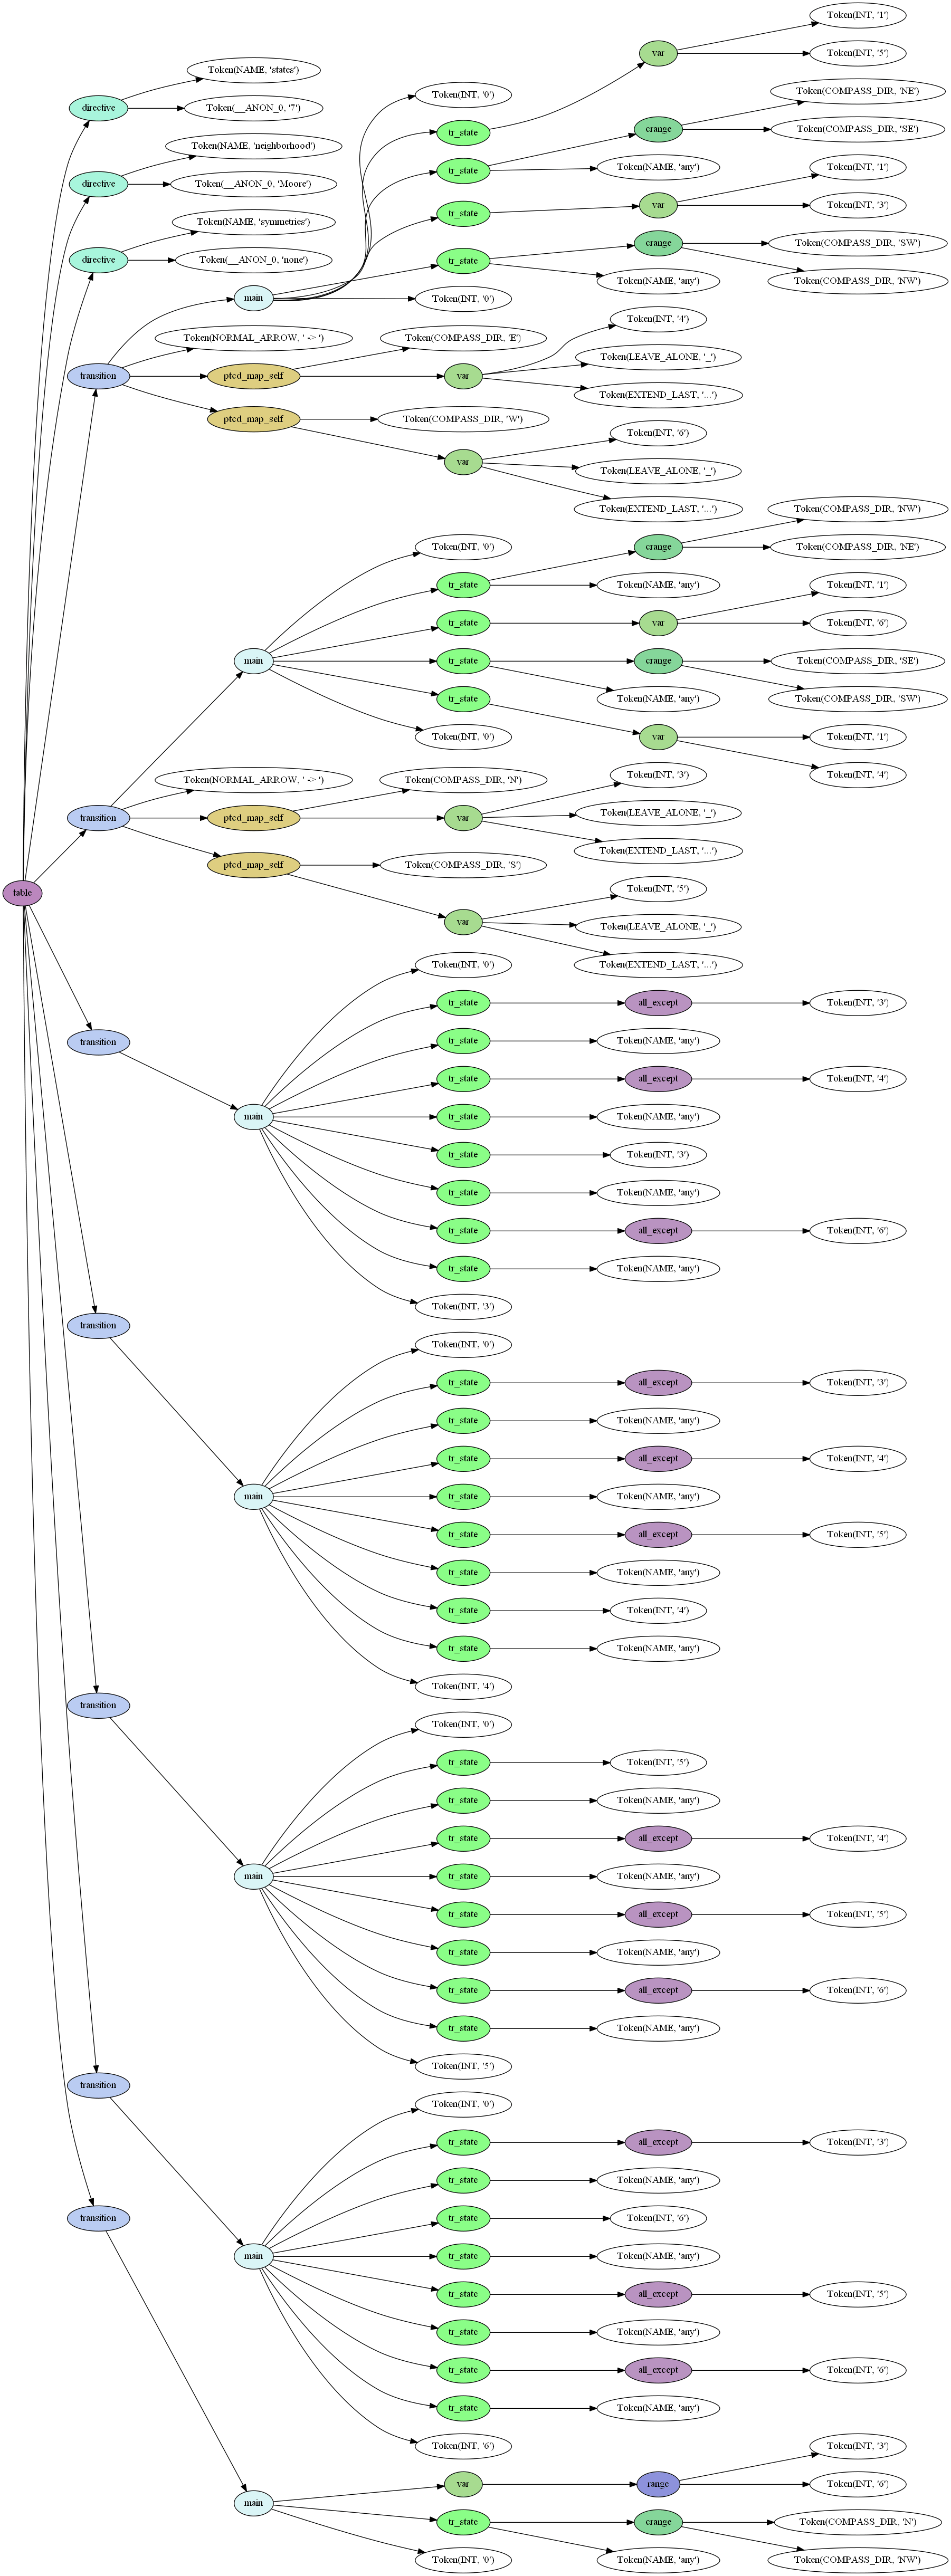 table
directive
Token(NAME, 'states')
Token(__ANON_0, '7')
directive
Token(NAME, 'neighborhood')
Token(__ANON_0, 'Moore')
directive
Token(NAME, 'symmetries')
Token(__ANON_0, 'none')
transition
main
Token(INT, '0')
tr_state
var
Token(INT, '1')
Token(INT, '5')
tr_state
crange
Token(COMPASS_DIR, 'NE')
Token(COMPASS_DIR, 'SE')
Token(NAME, 'any')
tr_state
var
Token(INT, '1')
Token(INT, '3')
tr_state
crange
Token(COMPASS_DIR, 'SW')
Token(COMPASS_DIR, 'NW')
Token(NAME, 'any')
Token(INT, '0')
Token(NORMAL_ARROW, ' -> ')
ptcd_map_self
Token(COMPASS_DIR, 'E')
var
Token(INT, '4')
Token(LEAVE_ALONE, '_')
Token(EXTEND_LAST, '...')
ptcd_map_self
Token(COMPASS_DIR, 'W')
var
Token(INT, '6')
Token(LEAVE_ALONE, '_')
Token(EXTEND_LAST, '...')
transition
main
Token(INT, '0')
tr_state
crange
Token(COMPASS_DIR, 'NW')
Token(COMPASS_DIR, 'NE')
Token(NAME, 'any')
tr_state
var
Token(INT, '1')
Token(INT, '6')
tr_state
crange
Token(COMPASS_DIR, 'SE')
Token(COMPASS_DIR, 'SW')
Token(NAME, 'any')
tr_state
var
Token(INT, '1')
Token(INT, '4')
Token(INT, '0')
Token(NORMAL_ARROW, ' -> ')
ptcd_map_self
Token(COMPASS_DIR, 'N')
var
Token(INT, '3')
Token(LEAVE_ALONE, '_')
Token(EXTEND_LAST, '...')
ptcd_map_self
Token(COMPASS_DIR, 'S')
var
Token(INT, '5')
Token(LEAVE_ALONE, '_')
Token(EXTEND_LAST, '...')
transition
main
Token(INT, '0')
tr_state
all_except
Token(INT, '3')
tr_state
Token(NAME, 'any')
tr_state
all_except
Token(INT, '4')
tr_state
Token(NAME, 'any')
tr_state
Token(INT, '3')
tr_state
Token(NAME, 'any')
tr_state
all_except
Token(INT, '6')
tr_state
Token(NAME, 'any')
Token(INT, '3')
transition
main
Token(INT, '0')
tr_state
all_except
Token(INT, '3')
tr_state
Token(NAME, 'any')
tr_state
all_except
Token(INT, '4')
tr_state
Token(NAME, 'any')
tr_state
all_except
Token(INT, '5')
tr_state
Token(NAME, 'any')
tr_state
Token(INT, '4')
tr_state
Token(NAME, 'any')
Token(INT, '4')
transition
main
Token(INT, '0')
tr_state
Token(INT, '5')
tr_state
Token(NAME, 'any')
tr_state
all_except
Token(INT, '4')
tr_state
Token(NAME, 'any')
tr_state
all_except
Token(INT, '5')
tr_state
Token(NAME, 'any')
tr_state
all_except
Token(INT, '6')
tr_state
Token(NAME, 'any')
Token(INT, '5')
transition
main
Token(INT, '0')
tr_state
all_except
Token(INT, '3')
tr_state
Token(NAME, 'any')
tr_state
Token(INT, '6')
tr_state
Token(NAME, 'any')
tr_state
all_except
Token(INT, '5')
tr_state
Token(NAME, 'any')
tr_state
all_except
Token(INT, '6')
tr_state
Token(NAME, 'any')
Token(INT, '6')
transition
main
var
range
Token(INT, '3')
Token(INT, '6')
tr_state
crange
Token(COMPASS_DIR, 'N')
Token(COMPASS_DIR, 'NW')
Token(NAME, 'any')
Token(INT, '0')